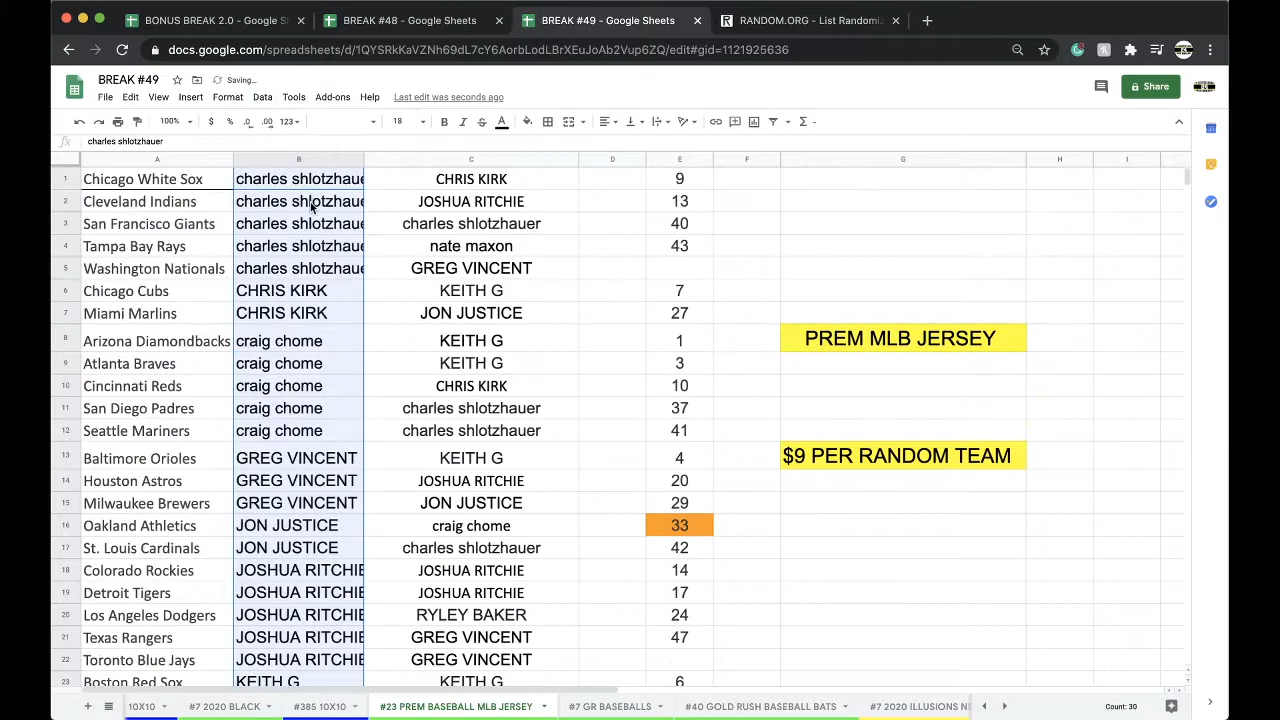 BONUS BREAK 2.0 - Google S
BREAK #48 - Google Sheets
BREAK #49 - Google Sheets
RANDOM.ORG - List Randomiz
docs.google.com/spreadsheets/d/1QYSRkKaVZNh69dL7cY6AorbLodLBrXEuJoAb2Vup6ZQ/edit#gid=1121925636
BREAK #49 Saving…
File Edit View Insert Format Data Tools Add-ons Help Last edit was seconds ago
Share
100% $ % .0 .00 123 18 B I S A
fx charles shlotzhauer
A B C D E F G H I
1 Chicago White Sox charles shlotzhaue CHRIS KIRK 9
2 Cleveland Indians charles shlotzhaue JOSHUA RITCHIE 13
3 San Francisco Giants charles shlotzhaue charles shlotzhauer 40
4 Tampa Bay Rays charles shlotzhaue nate maxon 43
5 Washington Nationals charles shlotzhaue GREG VINCENT
6 Chicago Cubs CHRIS KIRK KEITH G 7
7 Miami Marlins CHRIS KIRK JON JUSTICE 27
8 Arizona Diamondbacks craig chome KEITH G 1 PREM MLB JERSEY
9 Atlanta Braves craig chome KEITH G 3
10 Cincinnati Reds craig chome CHRIS KIRK 10
11 San Diego Padres craig chome charles shlotzhauer 37
12 Seattle Mariners craig chome charles shlotzhauer 41
13 Baltimore Orioles GREG VINCENT KEITH G 4 $9 PER RANDOM TEAM
14 Houston Astros GREG VINCENT JOSHUA RITCHIE 20
15 Milwaukee Brewers GREG VINCENT JON JUSTICE 29
16 Oakland Athletics JON JUSTICE craig chome 33
17 St. Louis Cardinals JON JUSTICE charles shlotzhauer 42
18 Colorado Rockies JOSHUA RITCHIE JOSHUA RITCHIE 14
19 Detroit Tigers JOSHUA RITCHIE JOSHUA RITCHIE 17
20 Los Angeles Dodgers JOSHUA RITCHIE RYLEY BAKER 24
21 Texas Rangers JOSHUA RITCHIE GREG VINCENT 47
22 Toronto Blue Jays JOSHUA RITCHIE GREG VINCENT
23 Boston Red Sox KEITH G KEITH G 6
10X10 #7 2020 BLACK #385 10X10 #23 PREM BASEBALL MLB JERSEY #7 GR BASEBALLS #40 GOLD RUSH BASEBALL BATS #7 2020 ILLUSIONS N Count: 30